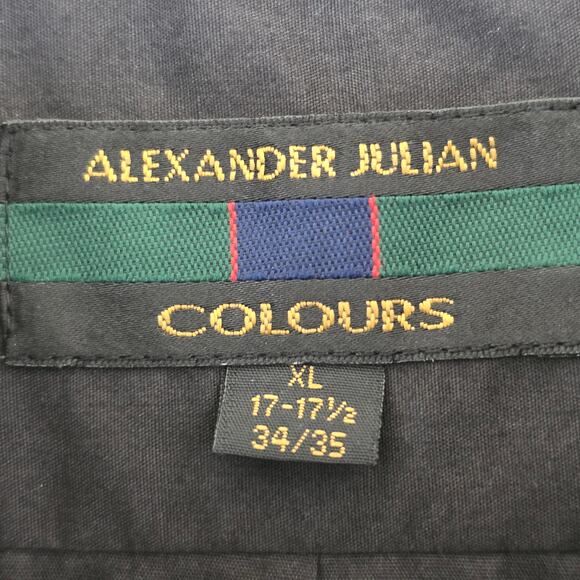 ALEXANDER JULIAN
COLOURS
XL
17-17½
34/35